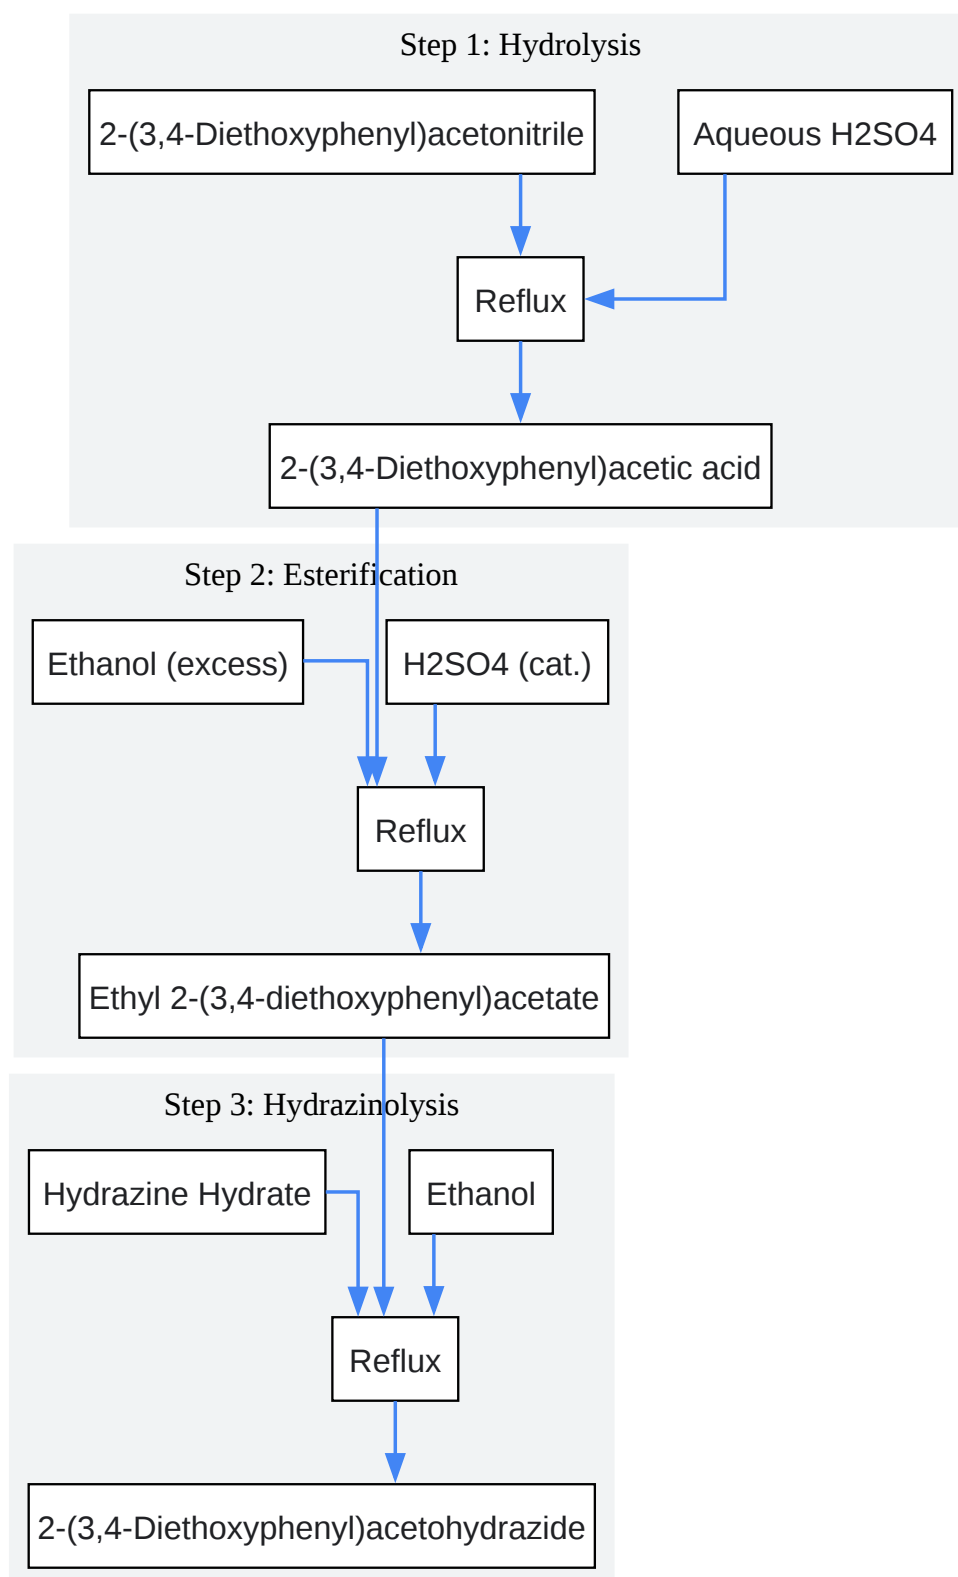 Step 1: Hydrolysis
2-(3,4-Diethoxyphenyl)acetonitrile
Aqueous H2SO4
Reflux
2-(3,4-Diethoxyphenyl)acetic acid
Step 2: Esterification
Ethanol (excess)
H2SO4 (cat.)
Reflux
Ethyl 2-(3,4-diethoxyphenyl)acetate
Step 3: Hydrazinolysis
Hydrazine Hydrate
Ethanol
Reflux
2-(3,4-Diethoxyphenyl)acetohydrazide